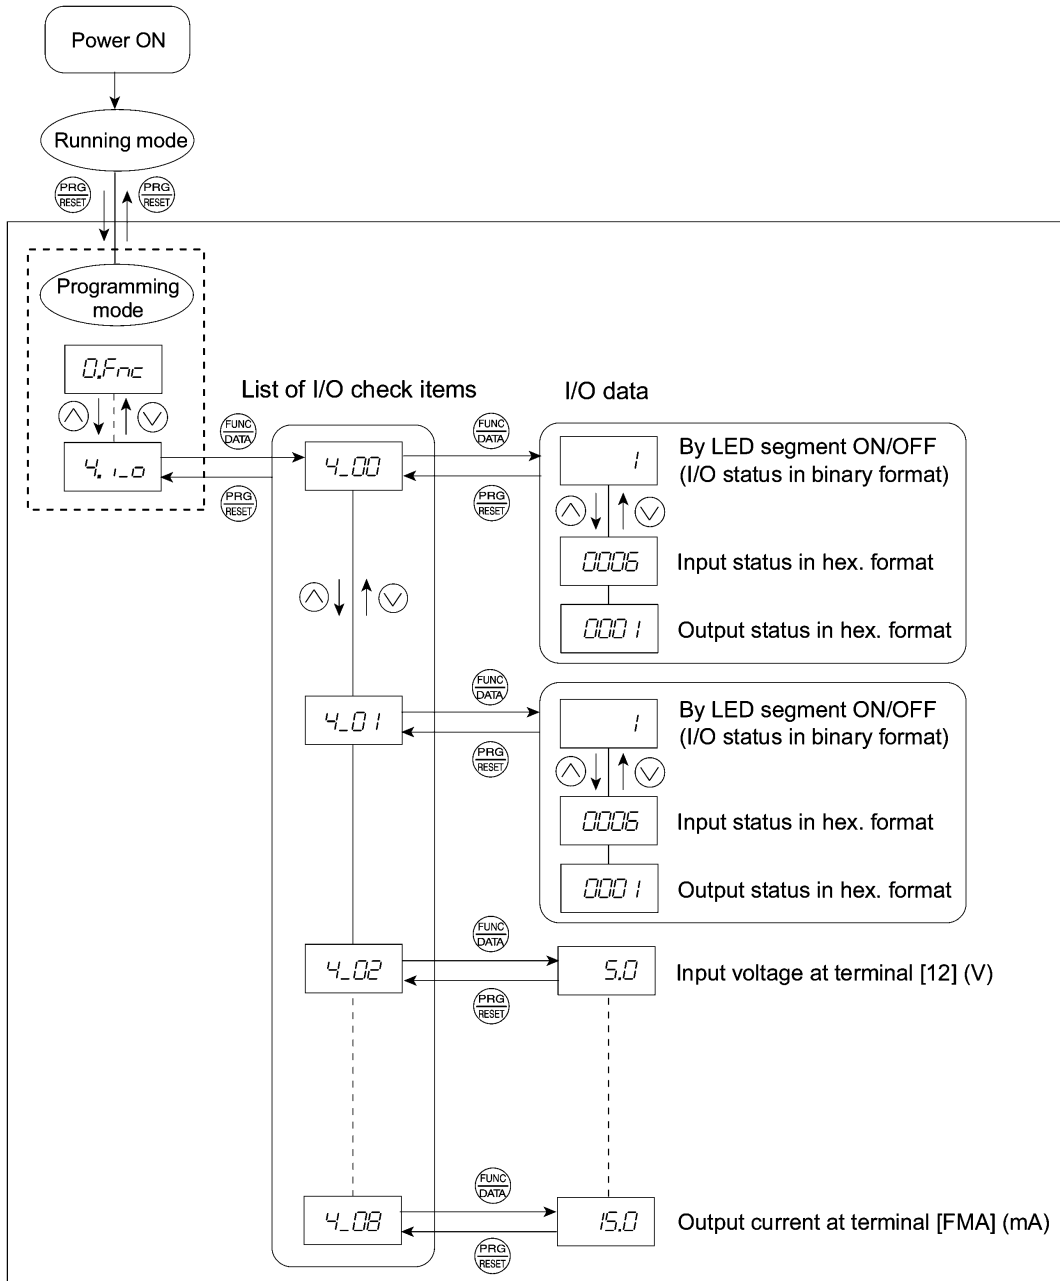 Power ON
Running mode
PRG
RESET
PRG
RESET
Programming
mode
0.Fnc
List of I/O check items
I/O data
FUNC
DATA
4.i_o
PRG
RESET
4_00
FUNC
DATA
PRG
RESET
1
By LED segment ON/OFF
(I/O status in binary format)
0006
Input status in hex. format
0001
Output status in hex. format
4_01
FUNC
DATA
PRG
RESET
1
By LED segment ON/OFF
(I/O status in binary format)
0006
Input status in hex. format
0001
Output status in hex. format
4_02
FUNC
DATA
PRG
RESET
5.0
Input voltage at terminal [12] (V)
4_08
FUNC
DATA
PRG
RESET
15.0
Output current at terminal [FMA] (mA)